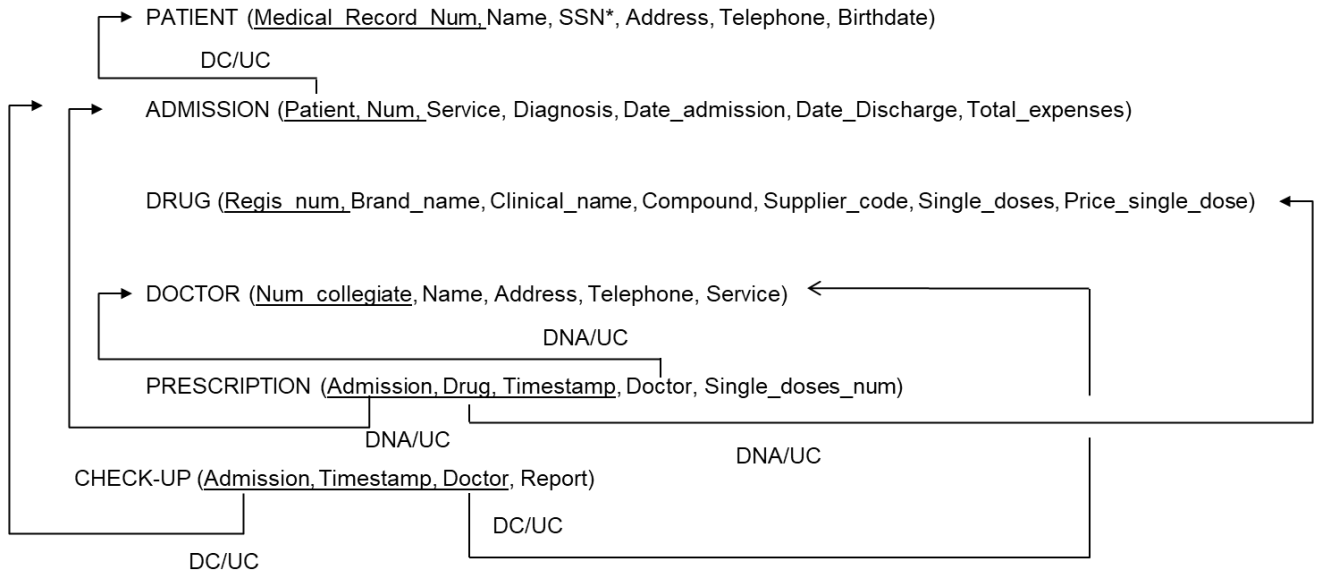 PATIENT (Medical_Record_Num, Name, SSN*, Address, Telephone, Birthdate)
DC/UC
ADMISSION (Patient, Num, Service, Diagnosis, Date_admission, Date_Discharge, Total_expenses)
DRUG (Regis_num, Brand_name, Clinical_name, Compound, Supplier_code, Single_doses, Price_single_dose)
DOCTOR (Num_collegiate, Name, Address, Telephone, Service)
DNA/UC
PRESCRIPTION (Admission, Drug, Timestamp, Doctor, Single_doses_num)
DNA/UC
DNA/UC
CHECK-UP (Admission, Timestamp, Doctor, Report)
DC/UC
DC/UC